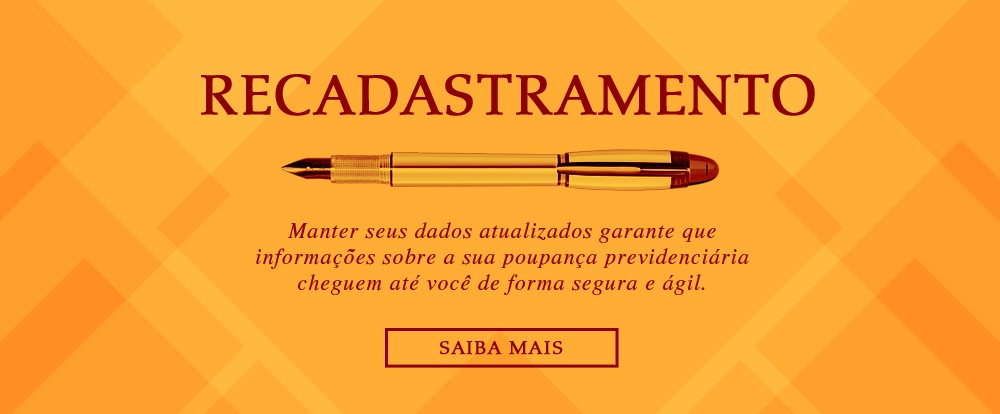 RECADASTRAMENTO
Manter seus dados atualizados garante que
informações sobre a sua poupança previdenciária
cheguem até você de forma segura e ágil.
SAIBA MAIS